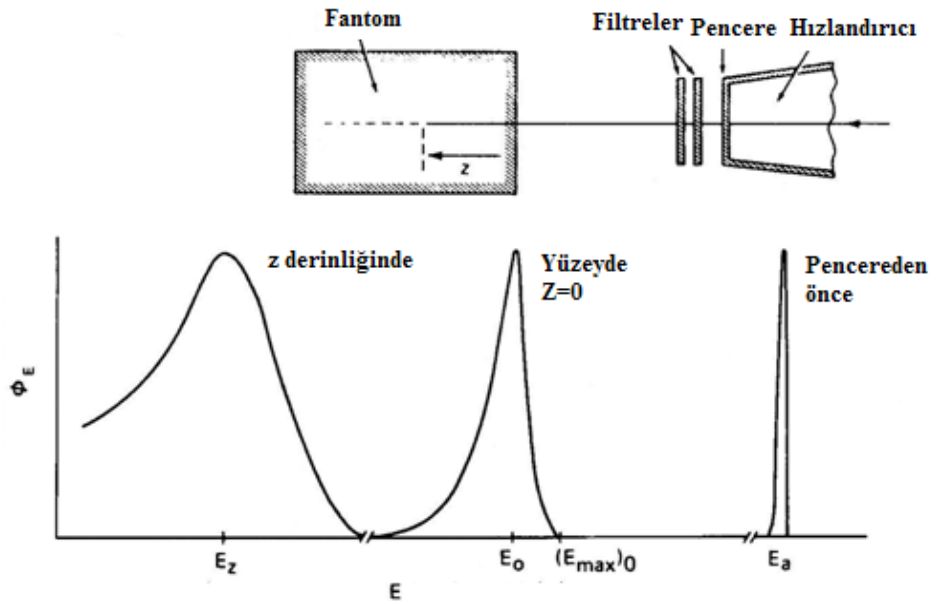 Fantom
Filtreler Pencere Hızlandırıcı
z
z derinliğinde
Yüzeyde
Z=0
Pencereden
önce
Φ_E
E_z
E_o
(E_max)_0
E_a
E